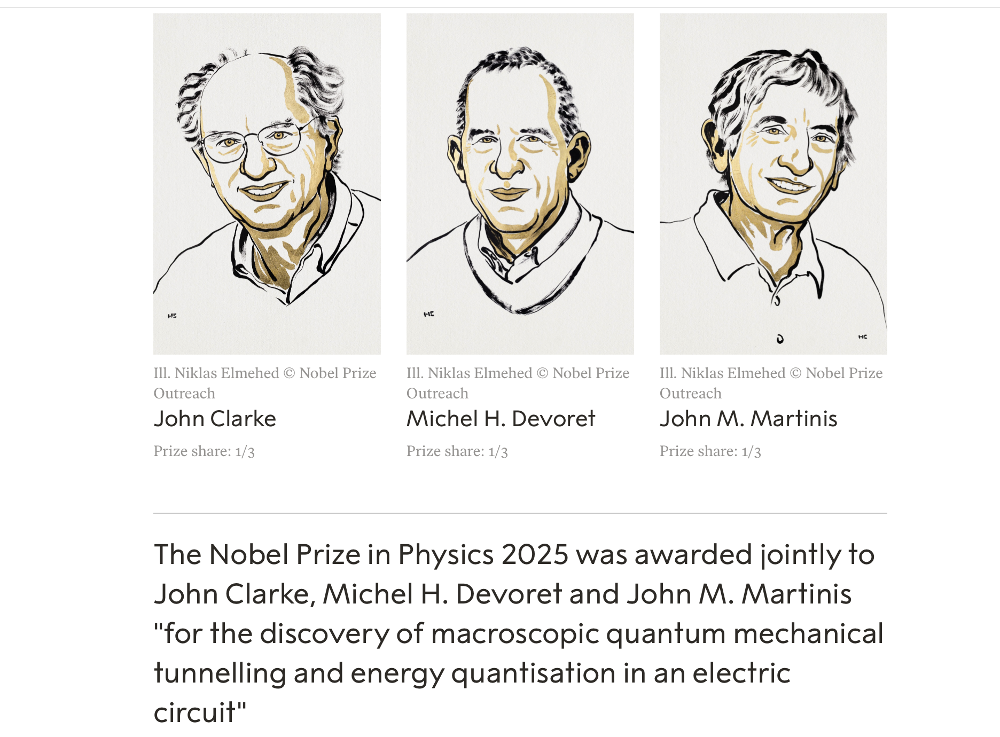 HE
HE
HE
Ill. Niklas Elmehed © Nobel Prize
Outreach
John Clarke
Prize share: 1/3
Ill. Niklas Elmehed © Nobel Prize
Outreach
Michel H. Devoret
Prize share: 1/3
Ill. Niklas Elmehed © Nobel Prize
Outreach
John M. Martinis
Prize share: 1/3
The Nobel Prize in Physics 2025 was awarded jointly to
John Clarke, Michel H. Devoret and John M. Martinis
"for the discovery of macroscopic quantum mechanical
tunnelling and energy quantisation in an electric
circuit"